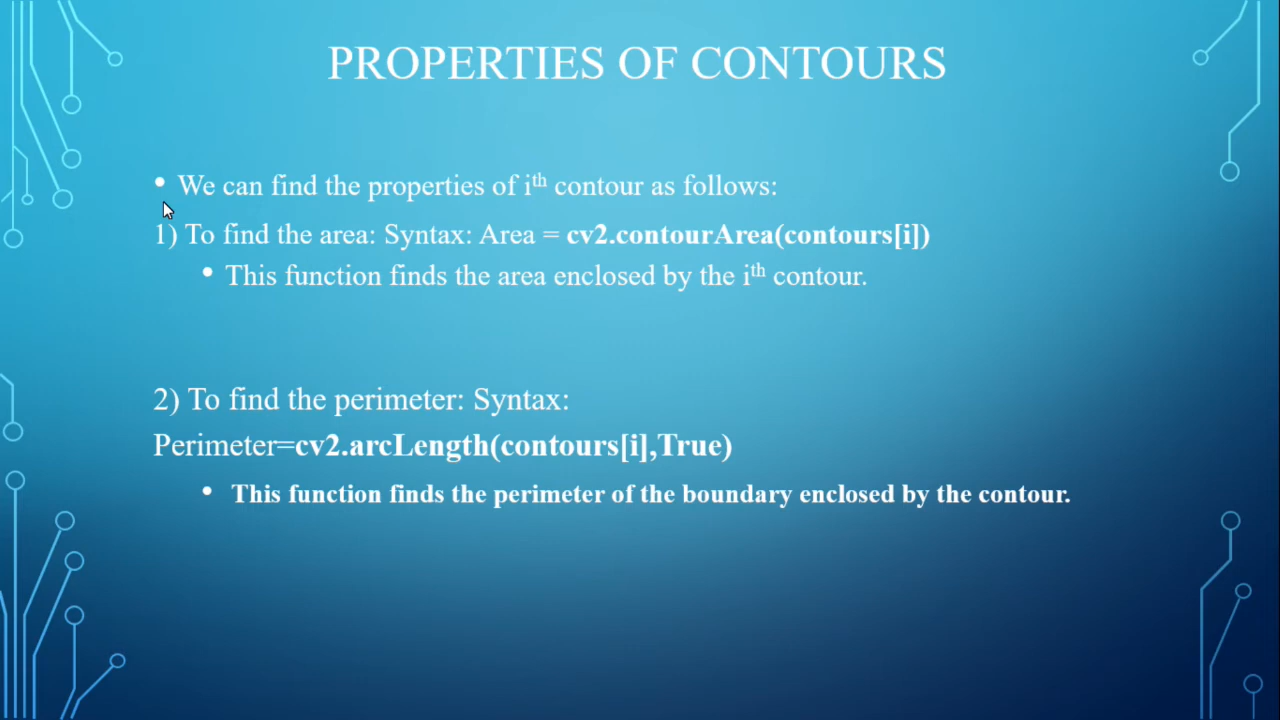 PROPERTIES OF CONTOURS
• We can find the properties of iᵗʰ contour as follows:
1) To find the area: Syntax: Area = cv2.contourArea(contours[i])
• This function finds the area enclosed by the iᵗʰ contour.
2) To find the perimeter: Syntax:
Perimeter=cv2.arcLength(contours[i],True)
• This function finds the perimeter of the boundary enclosed by the contour.